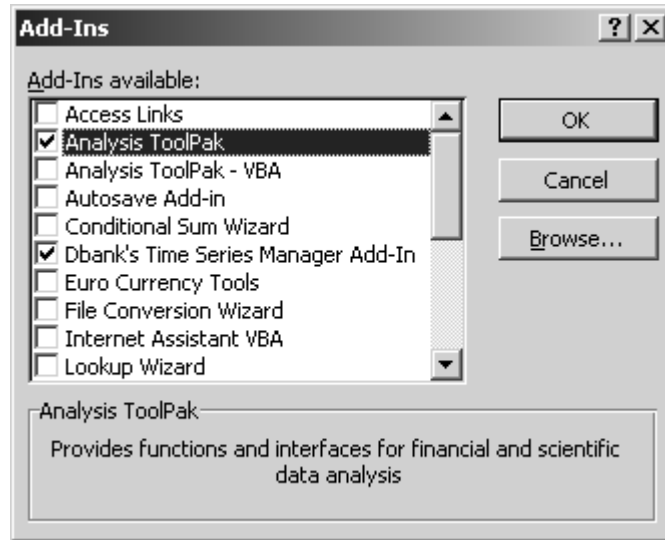 Add-Ins
Add-Ins available:
Access Links
Analysis ToolPak
Analysis ToolPak - VBA
Autosave Add-in
Conditional Sum Wizard
Dbank's Time Series Manager Add-In
Euro Currency Tools
File Conversion Wizard
Internet Assistant VBA
Lookup Wizard
OK
Cancel
Browse...
Analysis ToolPak
Provides functions and interfaces for financial and scientific
data analysis